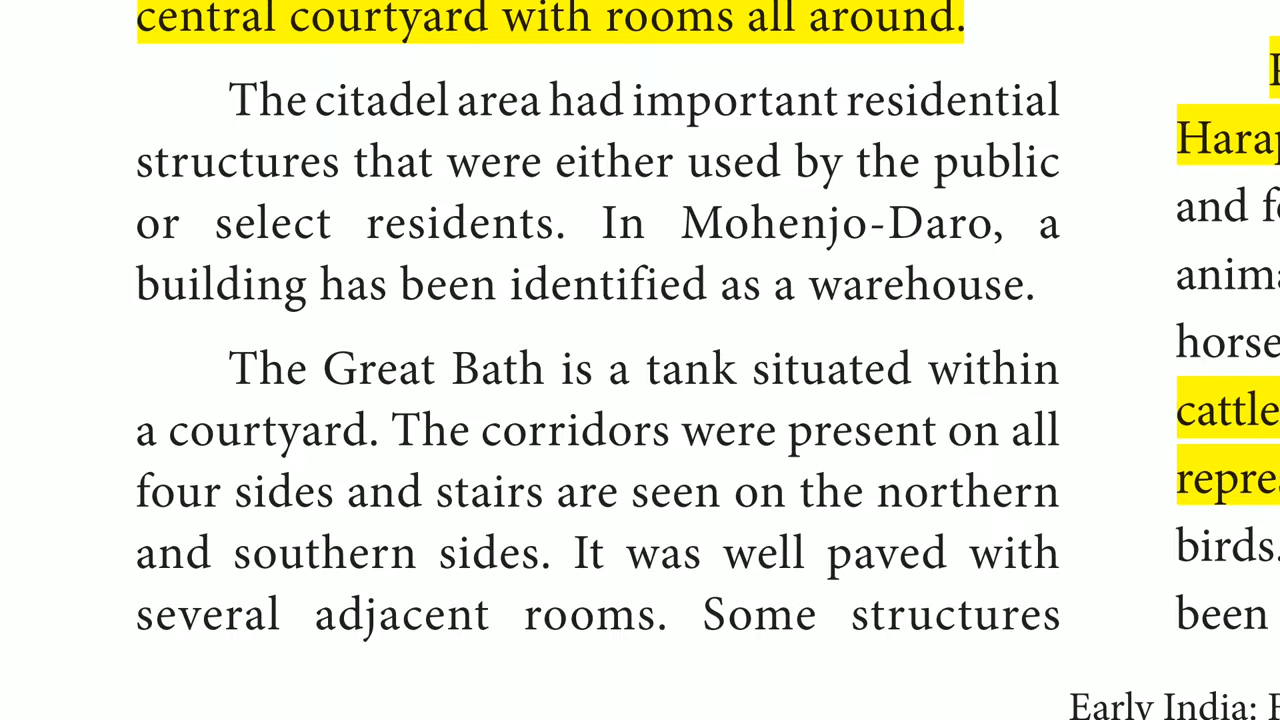 central courtyard with rooms all around.
The citadel area had important residential
structures that were either used by the public
or select residents. In Mohenjo-Daro, a
building has been identified as a warehouse.
The Great Bath is a tank situated within
a courtyard. The corridors were present on all
four sides and stairs are seen on the northern
and southern sides. It was well paved with
several adjacent rooms. Some structures
and
horse
cattle
birds.
been
Early India: